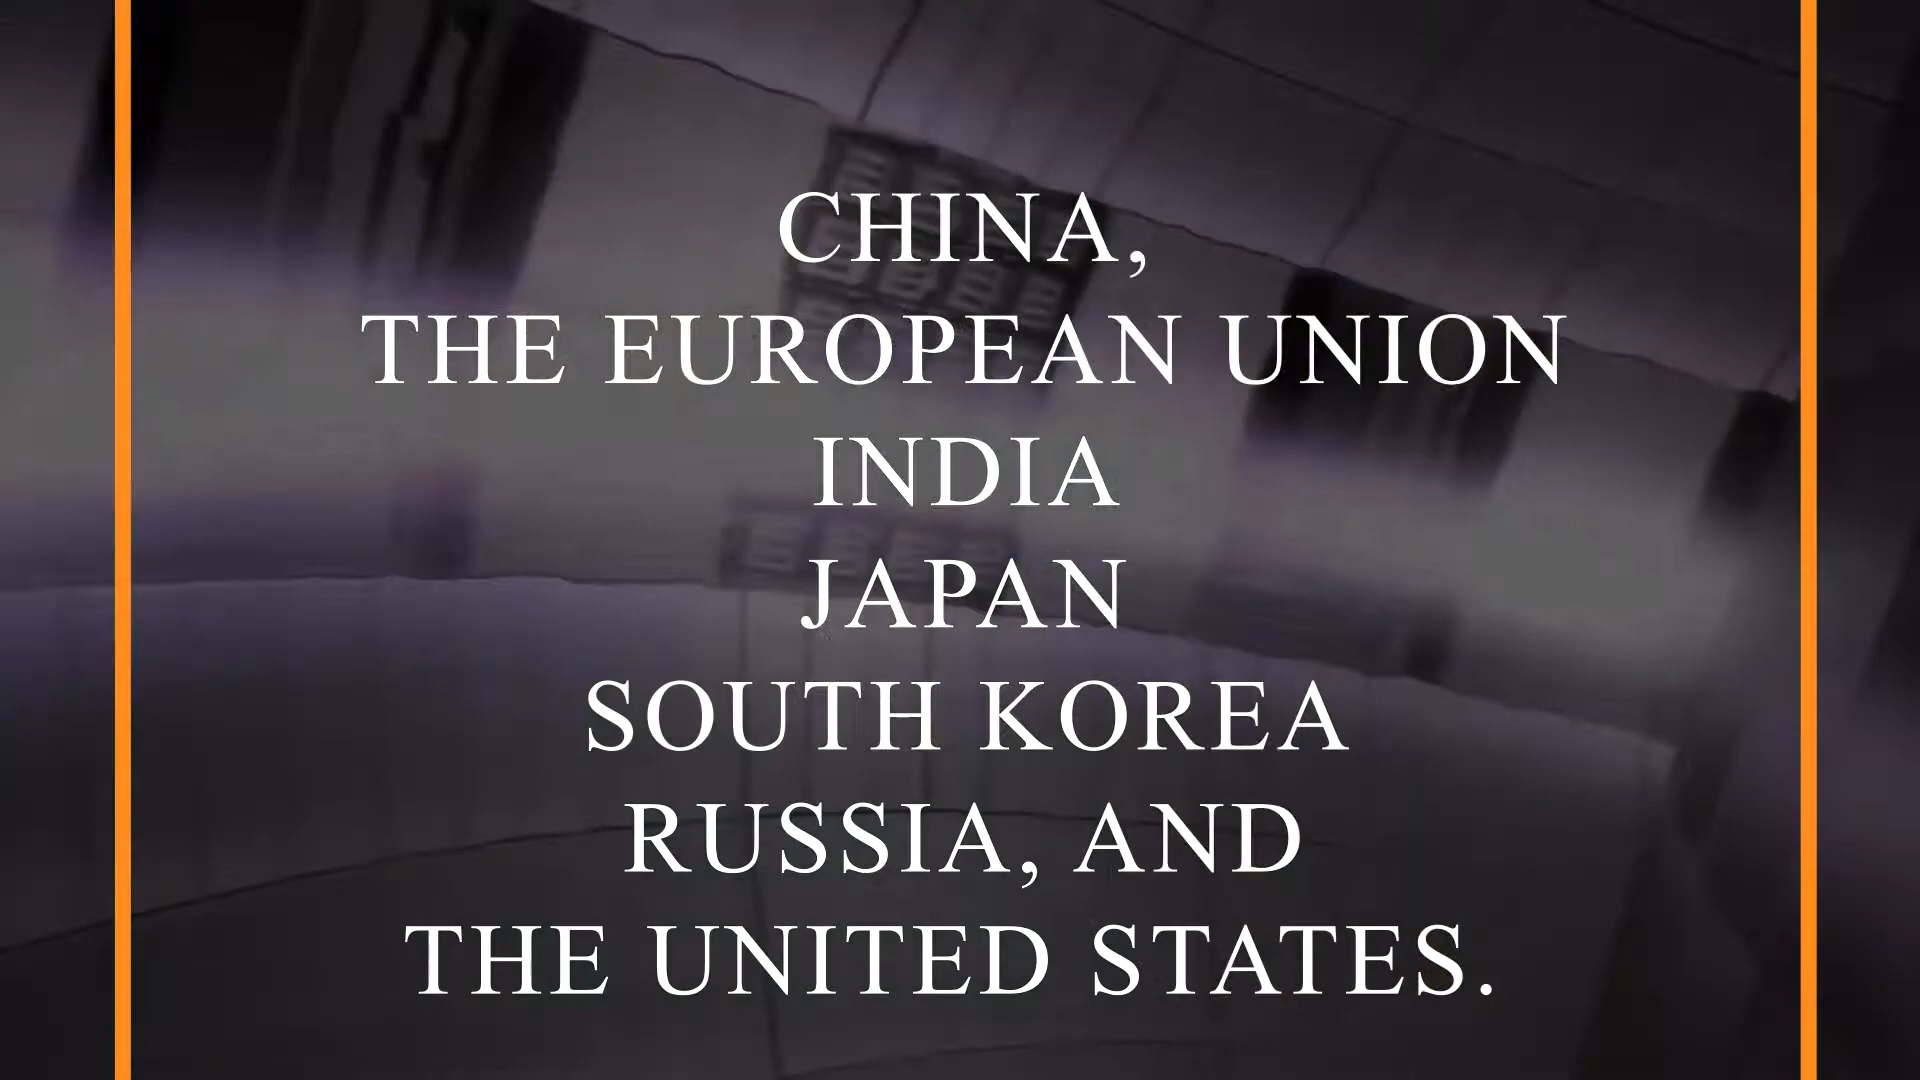 CHINA,
THE EUROPEAN UNION
INDIA
JAPAN
SOUTH KOREA
RUSSIA, AND
THE UNITED STATES.